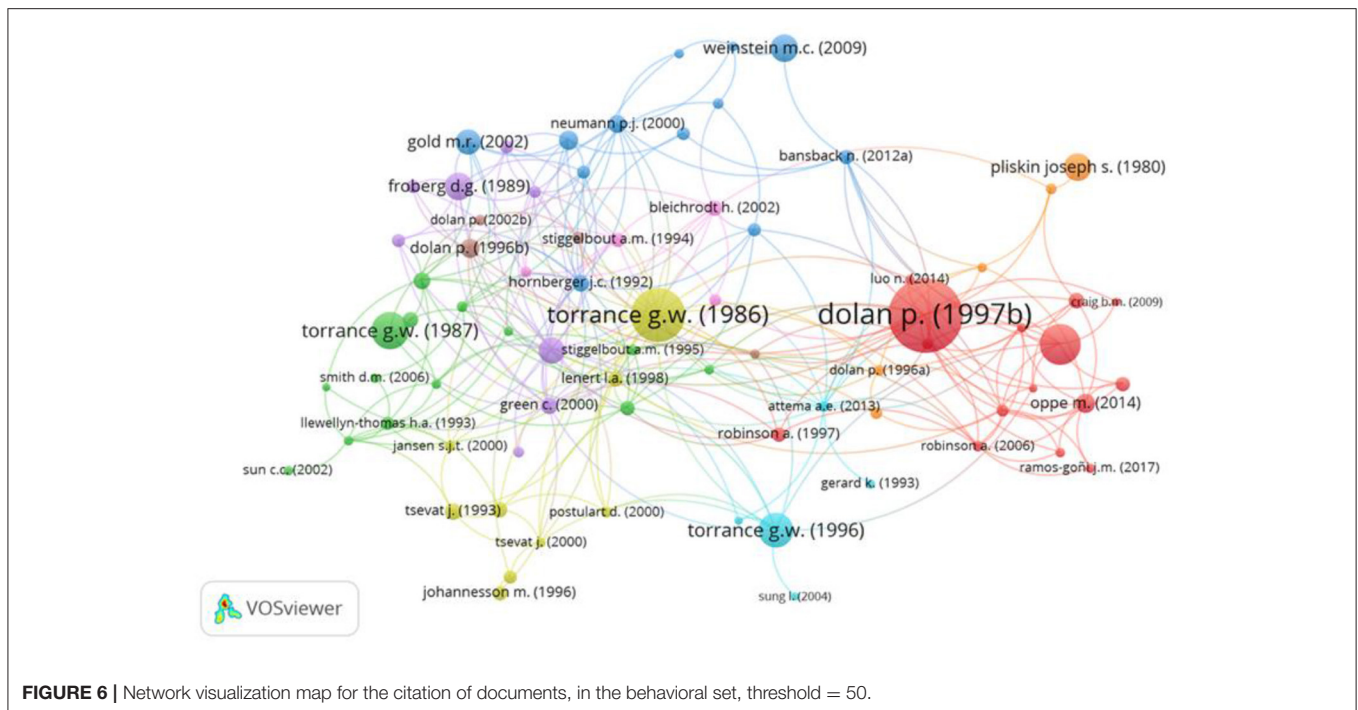 weinstein m.c. (2009)
neumann p.j. (2000)
gold m.r. (2002)
bansback n. (2012a)
pliskin joseph s. (1980)
froberg d.g. (1989)
bleichrodt h. (2002)
dolan p. (2002b)
stiggelbout a.m. (1994)
dolan p. (1996b)
luo n. (2014)
hornberger j.c. (1992)
craig b.m. (2009)
torrance g.w. (1986)
dolan p. (1997b)
torrance g.w. (1987)
stiggelbout a.m. (1995)
dolan p. (1996a)
smith d.m. (2006)
lenert l.a. (1998)
oppe m. (2014)
green c. (2000)
attema a.e. (2013)
llewellyn-thomas h.a. (1993)
robinson a. (1997)
jansen s.j.t. (2000)
robinson a. (2006)
sun c.c. (2002)
ramos-goñi j.m. (2017)
gerard k. (1993)
tsevat j. (1993)
postulart d. (2000)
torrance g.w. (1996)
tsevat j. (2000)
johannesson m. (1996)
sung l. (2004)
VOSviewer
FIGURE 6 | Network visualization map for the citation of documents, in the behavioral set, threshold = 50.